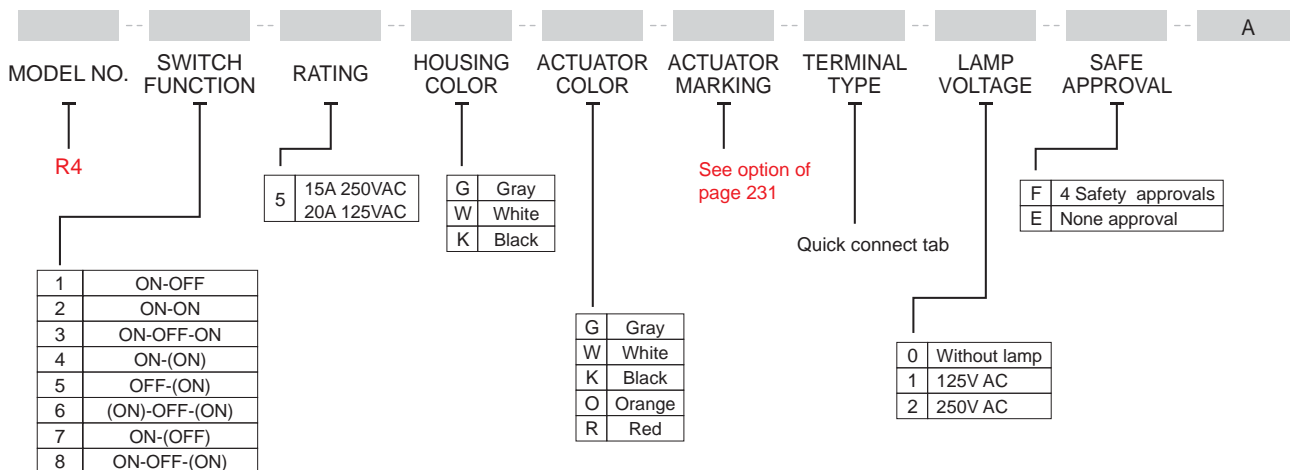 A
MODEL NO.
SWITCH
FUNCTION
RATING
HOUSING
COLOR
ACTUATOR
COLOR
ACTUATOR
MARKING
TERMINAL
TYPE
LAMP
VOLTAGE
SAFE
APPROVAL
R4
5 15A 250VAC
20A 125VAC
G Gray
W White
K Black
See option of
page 231
Quick connect tab
F 4 Safety approvals
E None approval
1 ON-OFF
2 ON-ON
3 ON-OFF-ON
4 ON-(ON)
5 OFF-(ON)
6 (ON)-OFF-(ON)
7 ON-(OFF)
8 ON-OFF-(ON)
G Gray
W White
K Black
O Orange
R Red
0 Without lamp
1 125V AC
2 250V AC